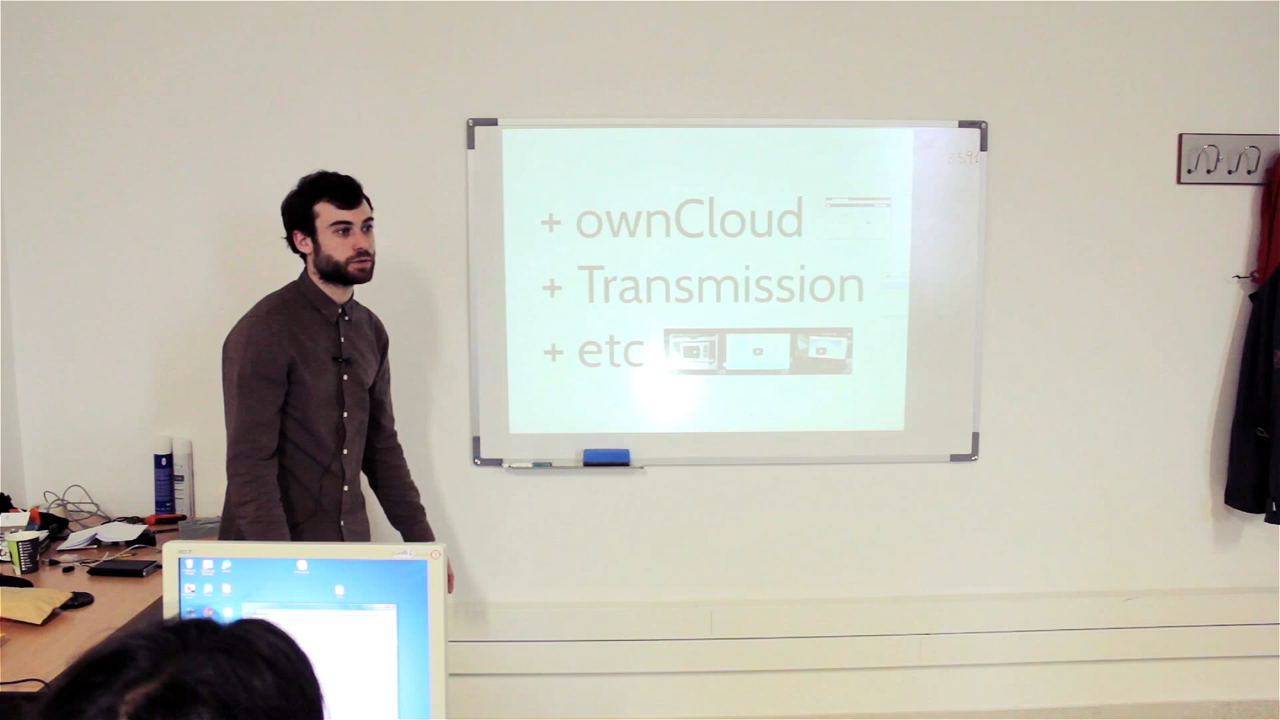 + ownCloud
+ Transmission
+ etc